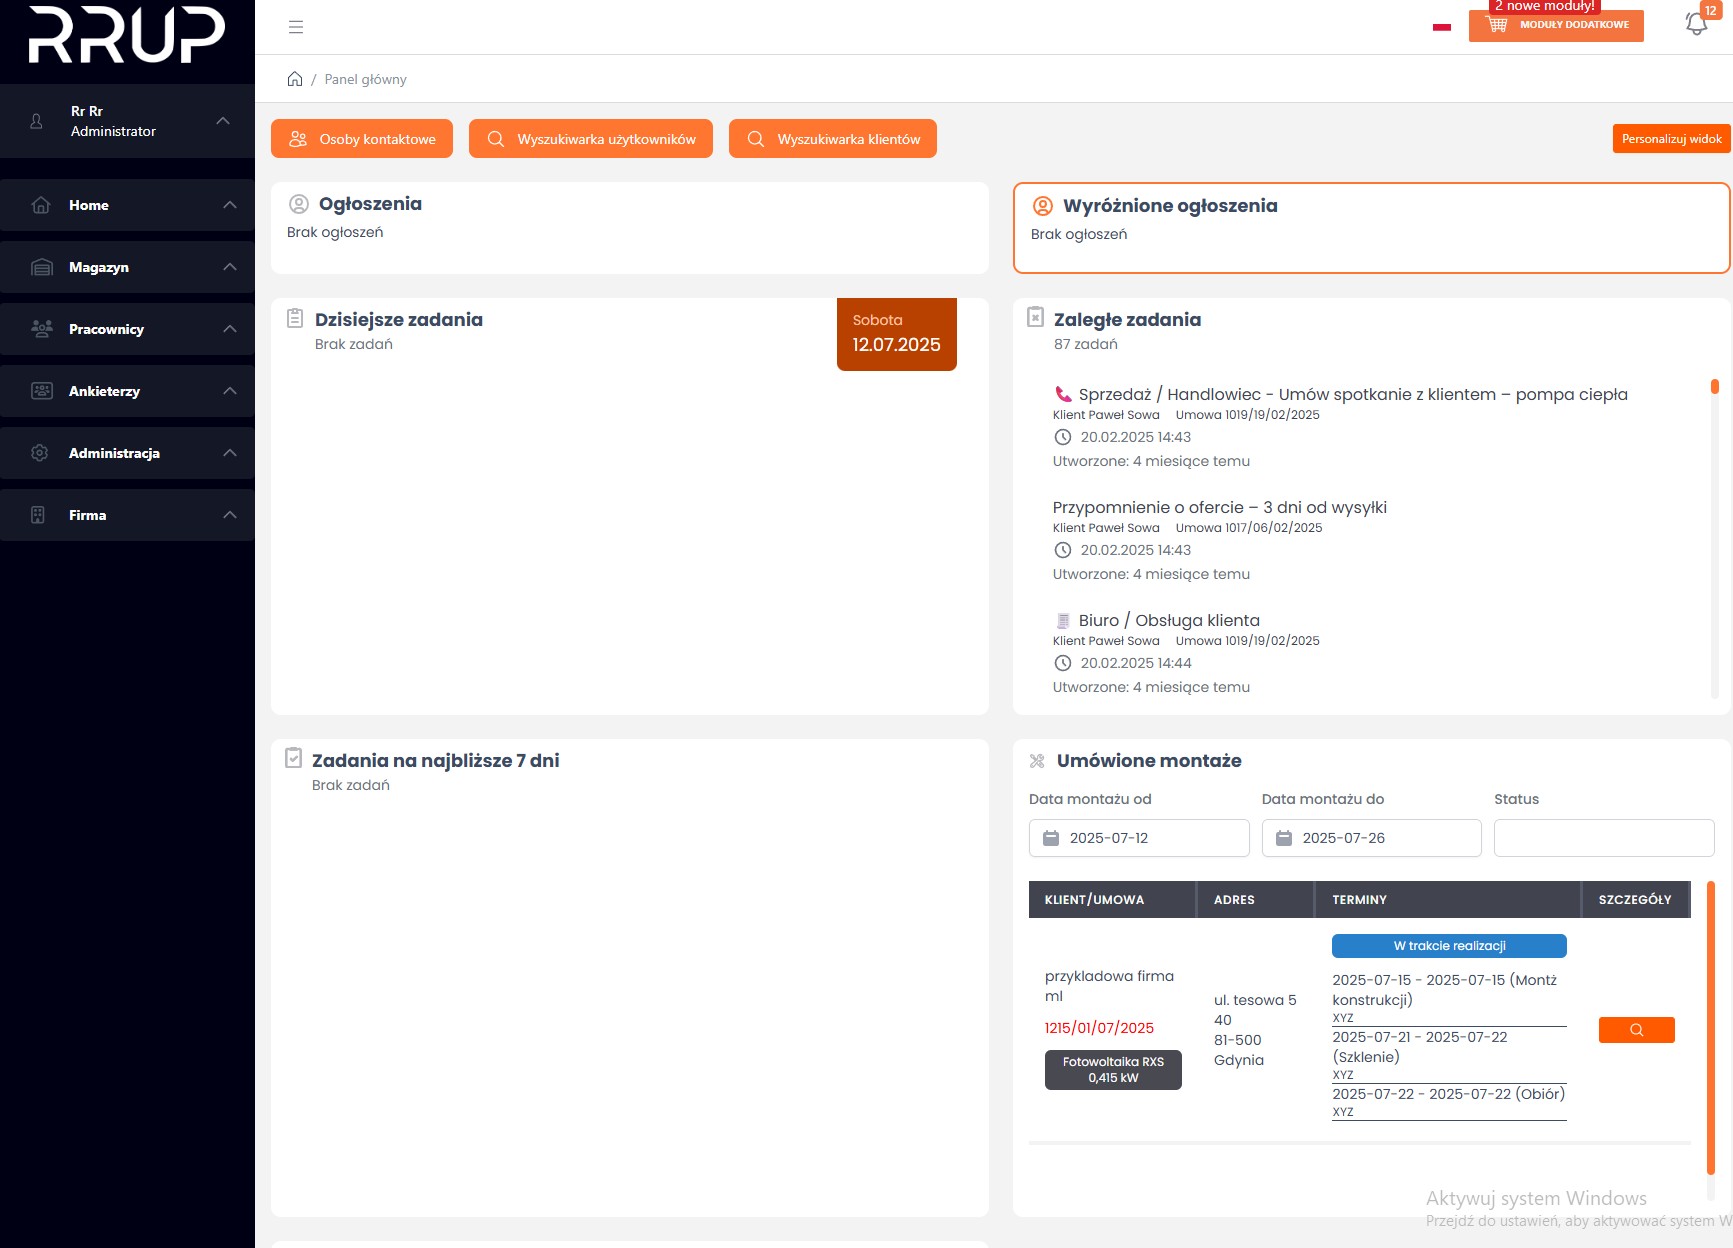 RRUP
Rr Rr
Administrator
Home
Magazyn
Pracownicy
Ankieterzy
Administracja
Firma
2 nowe moduły!
MODUŁY DODATKOWE
12
/ Panel główny
Osoby kontaktowe
Wyszukiwarka użytkowników
Wyszukiwarka klientów
Personalizuj widok
Ogłoszenia
Brak ogłoszeń
Wyróżnione ogłoszenia
Brak ogłoszeń
Dzisiejsze zadania
Brak zadań
Sobota
12.07.2025
Zaległe zadania
87 zadań
Sprzedaż / Handlowiec - Umów spotkanie z klientem – pompa ciepła
Klient Paweł Sowa Umowa 1019/19/02/2025
20.02.2025 14:43
Utworzone: 4 miesiące temu
Przypomnienie o ofercie – 3 dni od wysyłki
Klient Paweł Sowa Umowa 1017/06/02/2025
20.02.2025 14:43
Utworzone: 4 miesiące temu
Biuro / Obsługa klienta
Klient Paweł Sowa Umowa 1019/19/02/2025
20.02.2025 14:44
Utworzone: 4 miesiące temu
Zadania na najbliższe 7 dni
Brak zadań
Umówione montaże
Data montażu od
Data montażu do
Status
2025-07-12
2025-07-26
KLIENT/UMOWA
ADRES
TERMINY
SZCZEGÓŁY
przykladowa firma
ml
1215/01/07/2025
Fotowoltaika RXS
0,415 kW
ul. tesowa 5
40
81-500
Gdynia
W trakcie realizacji
2025-07-15 - 2025-07-15 (Montż
konstrukcji)
XYZ
2025-07-21 - 2025-07-22
(Szklenie)
XYZ
2025-07-22 - 2025-07-22 (Obiór)
XYZ
Aktywuj system Windows
Przejdź do ustawień, aby aktywować system W